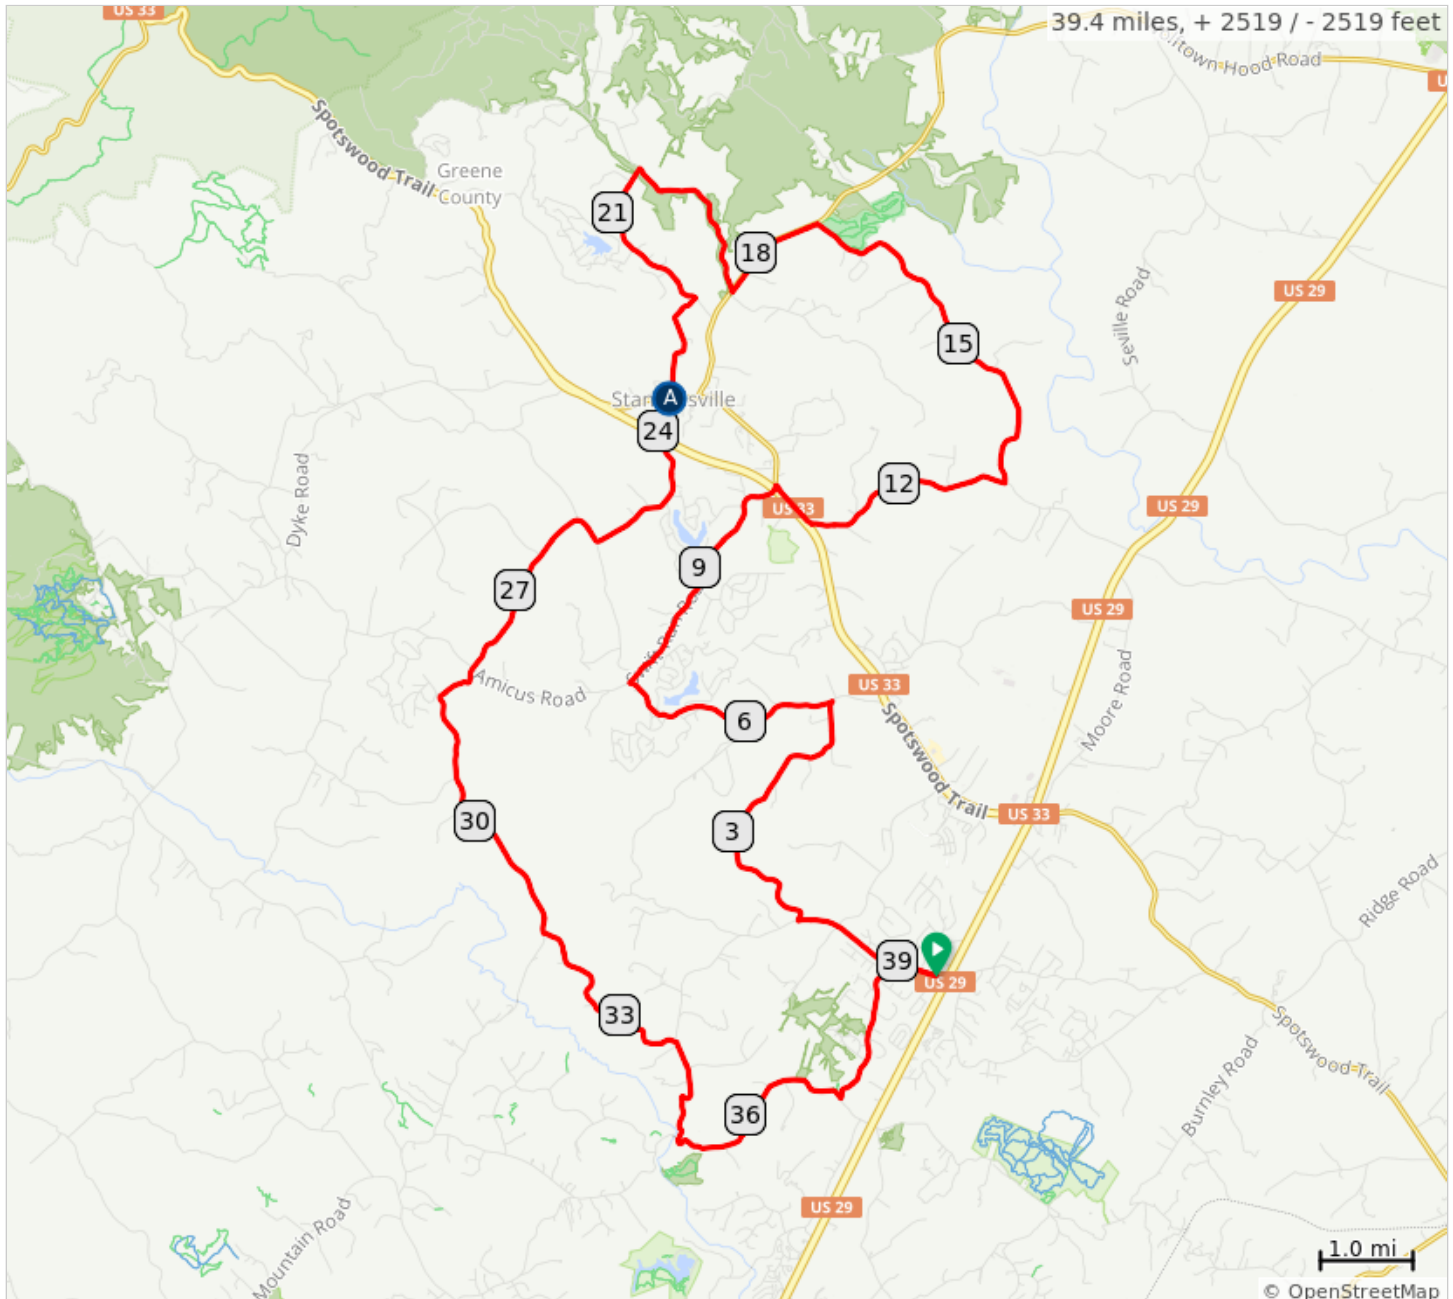 US 33
39.4 miles, + 2519 / - 2519 feet
Hood Road
Spotswood Trail
Greene
County
21
18
US 29
Seville Road
15
A
24
12
US 33
US 29
Dyke Road
9
27
US 29
Amicus Road
US 33
6
Moore Road
Spotswood Trail
3
US 33
30
Ridge Road
39
US 29
33
Spotswood Trail
Burnley Road
36
US 29
Mountain Road
1.0 mi
© OpenStreetMap